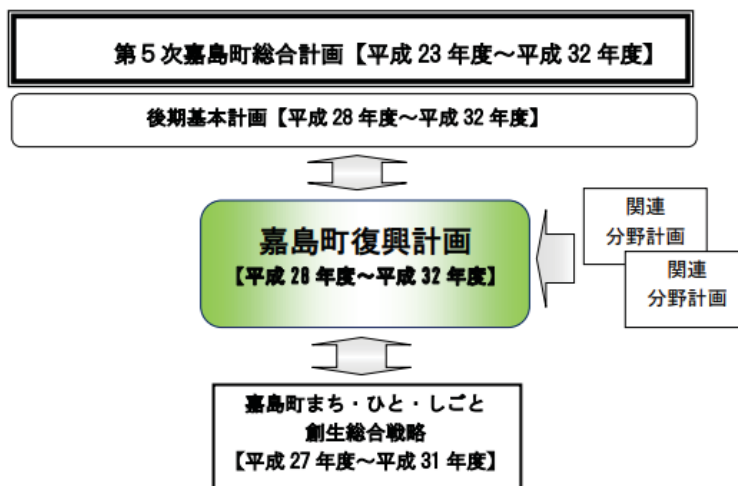 第５次嘉島町総合計画【平成 23 年度～平成 32 年度】
後期基本計画【平成 28 年度～平成 32 年度】
嘉島町復興計画
【平成 28 年度～平成 32 年度】
関連
分野計画
関連
分野計画
嘉島町まち・ひと・しごと
創生総合戦略
【平成 27 年度～平成 31 年度】